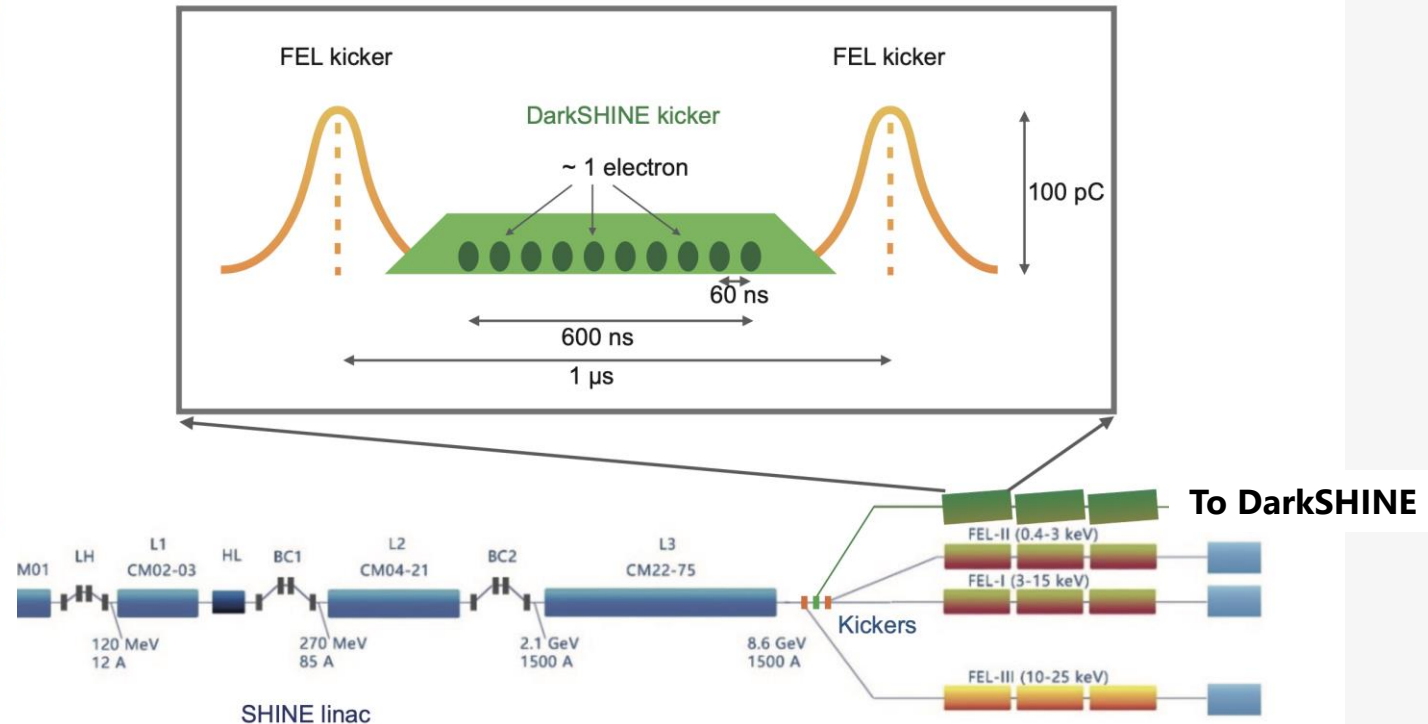 FEL kicker
FEL kicker
DarkSHINE kicker
~ 1 electron
100 pC
60 ns
600 ns
1 μs
To DarkSHINE
FEL-II (0.4-3 keV)
M01
LH
L1
CM02-03
HL
BC1
L2
CM04-21
BC2
L3
CM22-75
FEL-I (3-15 keV)
Kickers
120 MeV
12 A
270 MeV
85 A
2.1 GeV
1500 A
8.6 GeV
1500 A
FEL-III (10-25 keV)
SHINE linac